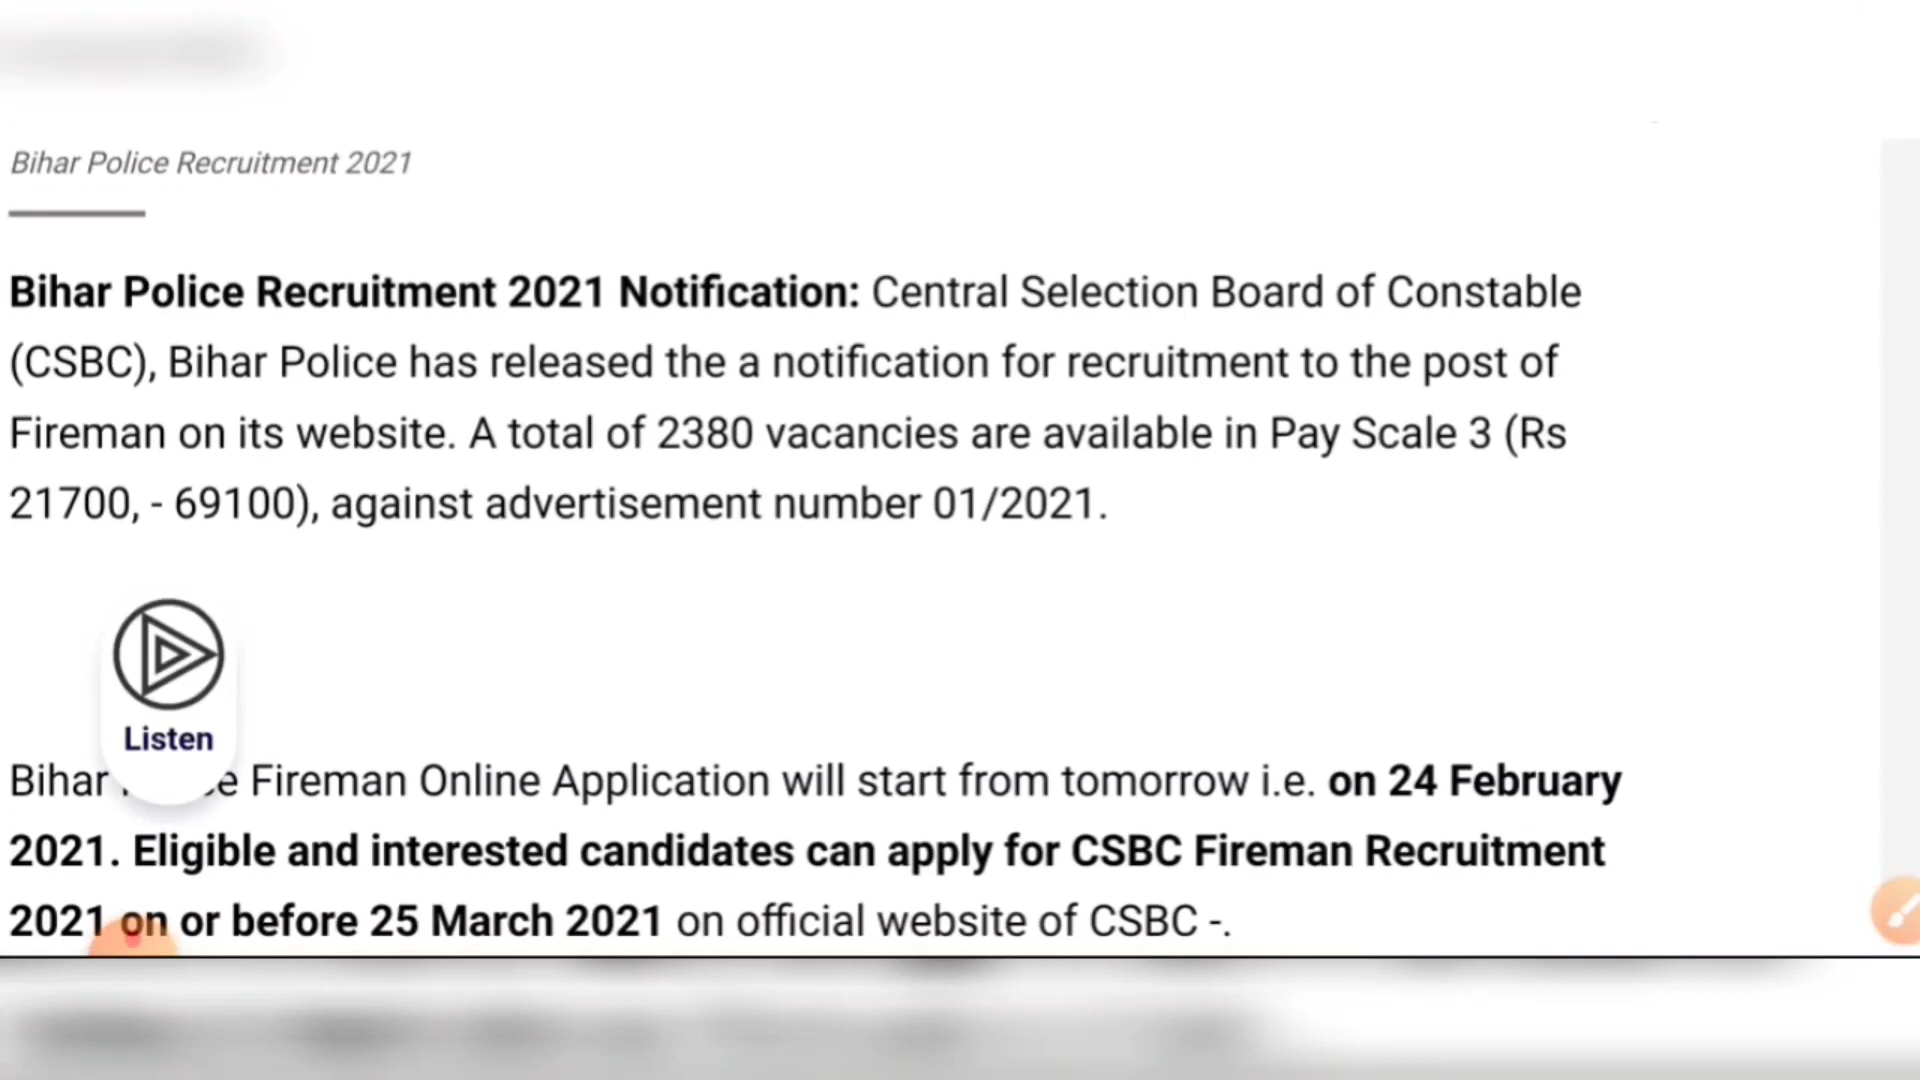 Bihar Police Recruitment 2021
Bihar Police Recruitment 2021 Notification: Central Selection Board of Constable
(CSBC), Bihar Police has released the a notification for recruitment to the post of
Fireman on its website. A total of 2380 vacancies are available in Pay Scale 3 (Rs
21700, - 69100), against advertisement number 01/2021.
Listen
Bihar Fireman Online Application will start from tomorrow i.e. on 24 February
2021. Eligible and interested candidates can apply for CSBC Fireman Recruitment
2021 on or before 25 March 2021 on official website of CSBC -.